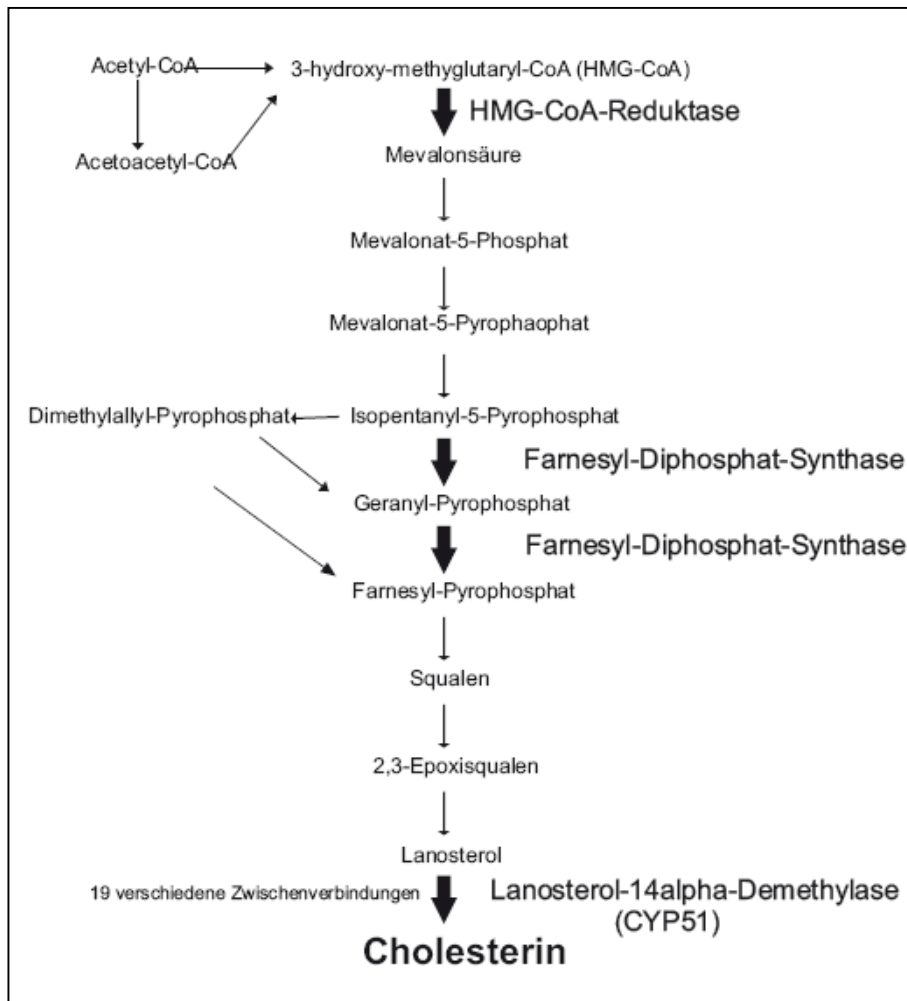 Acetyl-CoA
3-hydroxy-methyglutaryl-CoA (HMG-CoA)
HMG-CoA-Reduktase
Acetoacetyl-CoA
Mevalonsäure
Mevalonat-5-Phosphat
Mevalonat-5-Pyrophaophat
Dimethylallyl-Pyrophosphat
Isopentanyl-5-Pyrophosphat
Farnesyl-Diphosphat-Synthase
Geranyl-Pyrophosphat
Farnesyl-Diphosphat-Synthase
Farnesyl-Pyrophosphat
Squalen
2,3-Epoxisqualen
Lanosterol
19 verschiedene Zwischenverbindungen
Lanosterol-14alpha-Demethylase
(CYP51)
Cholesterin